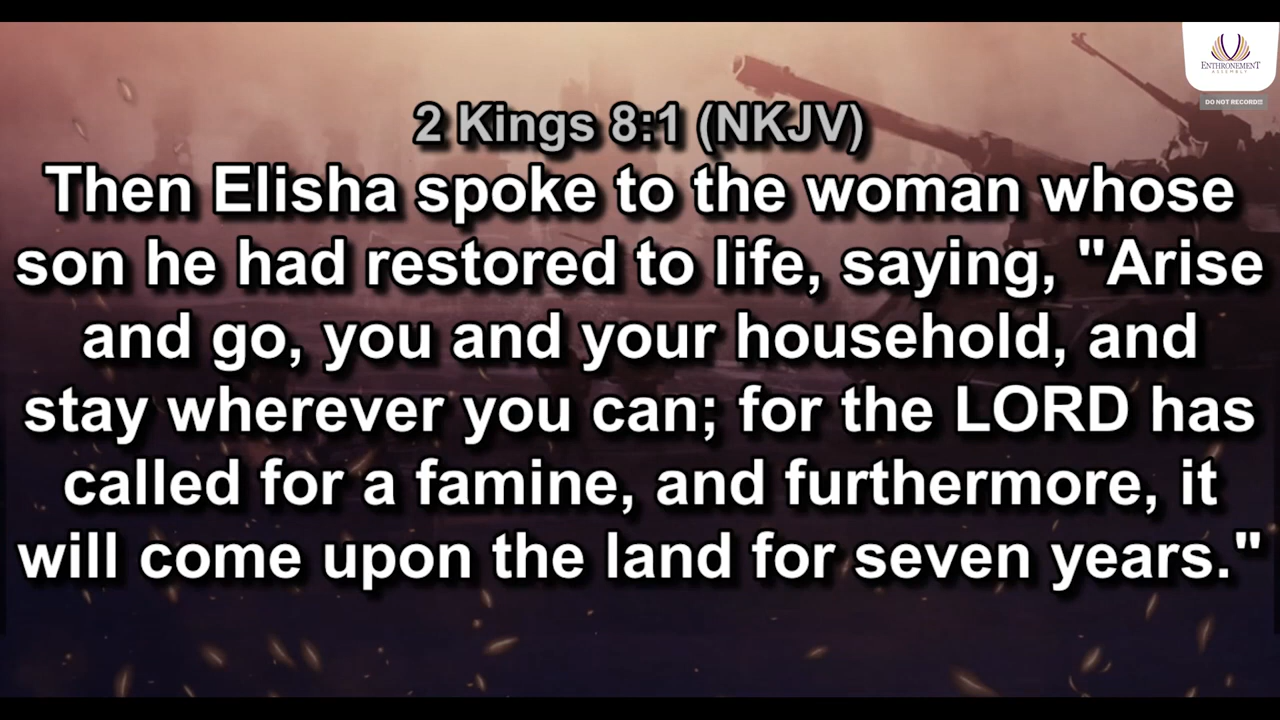 ENTHRONEMENT
ASSEMBLY
DO NOT RECORD!!!
2 Kings 8:1 (NKJV)
Then Elisha spoke to the woman whose
son he had restored to life, saying, "Arise
and go, you and your household, and
stay wherever you can; for the LORD has
called for a famine, and furthermore, it
will come upon the land for seven years."